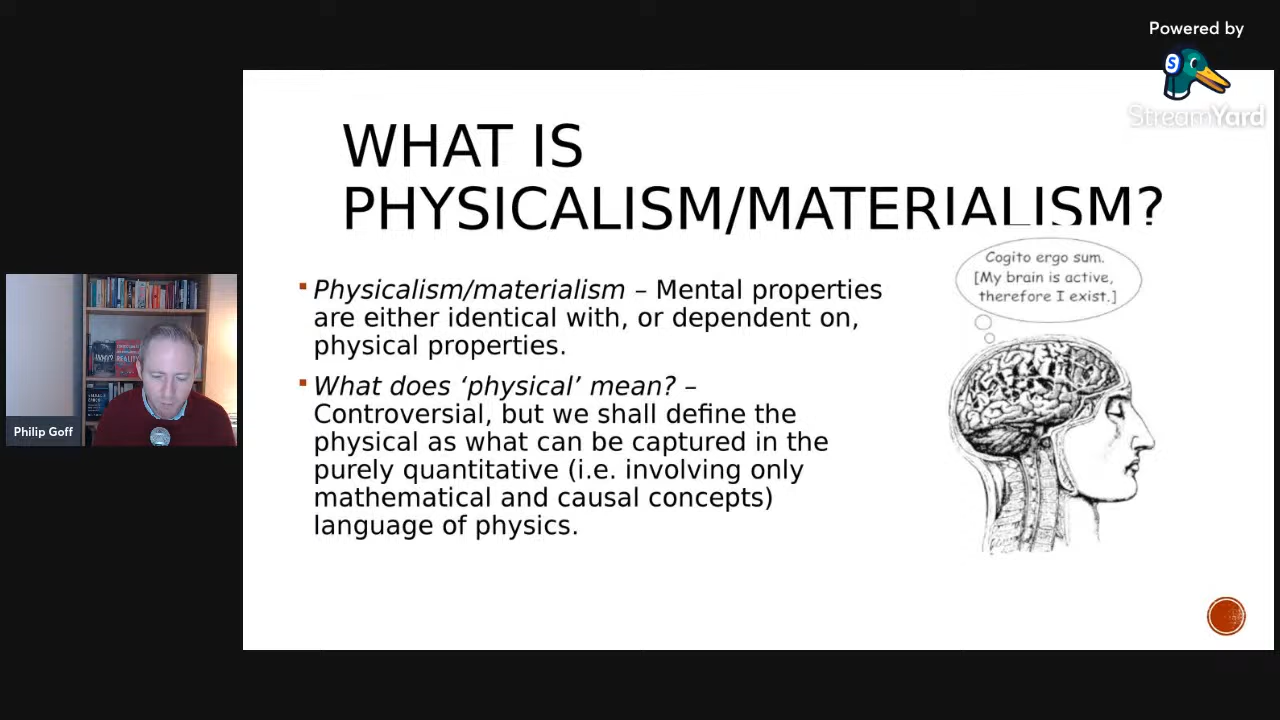 Powered by
S
StreamYard
WHAT IS
PHYSICALISM/MATERIALISM?
Physicalism/materialism – Mental properties
are either identical with, or dependent on,
physical properties.
What does ‘physical’ mean? –
Controversial, but we shall define the
physical as what can be captured in the
purely quantitative (i.e. involving only
mathematical and causal concepts)
language of physics.
Cogito ergo sum.
[My brain is active,
therefore I exist.]
Philip Goff